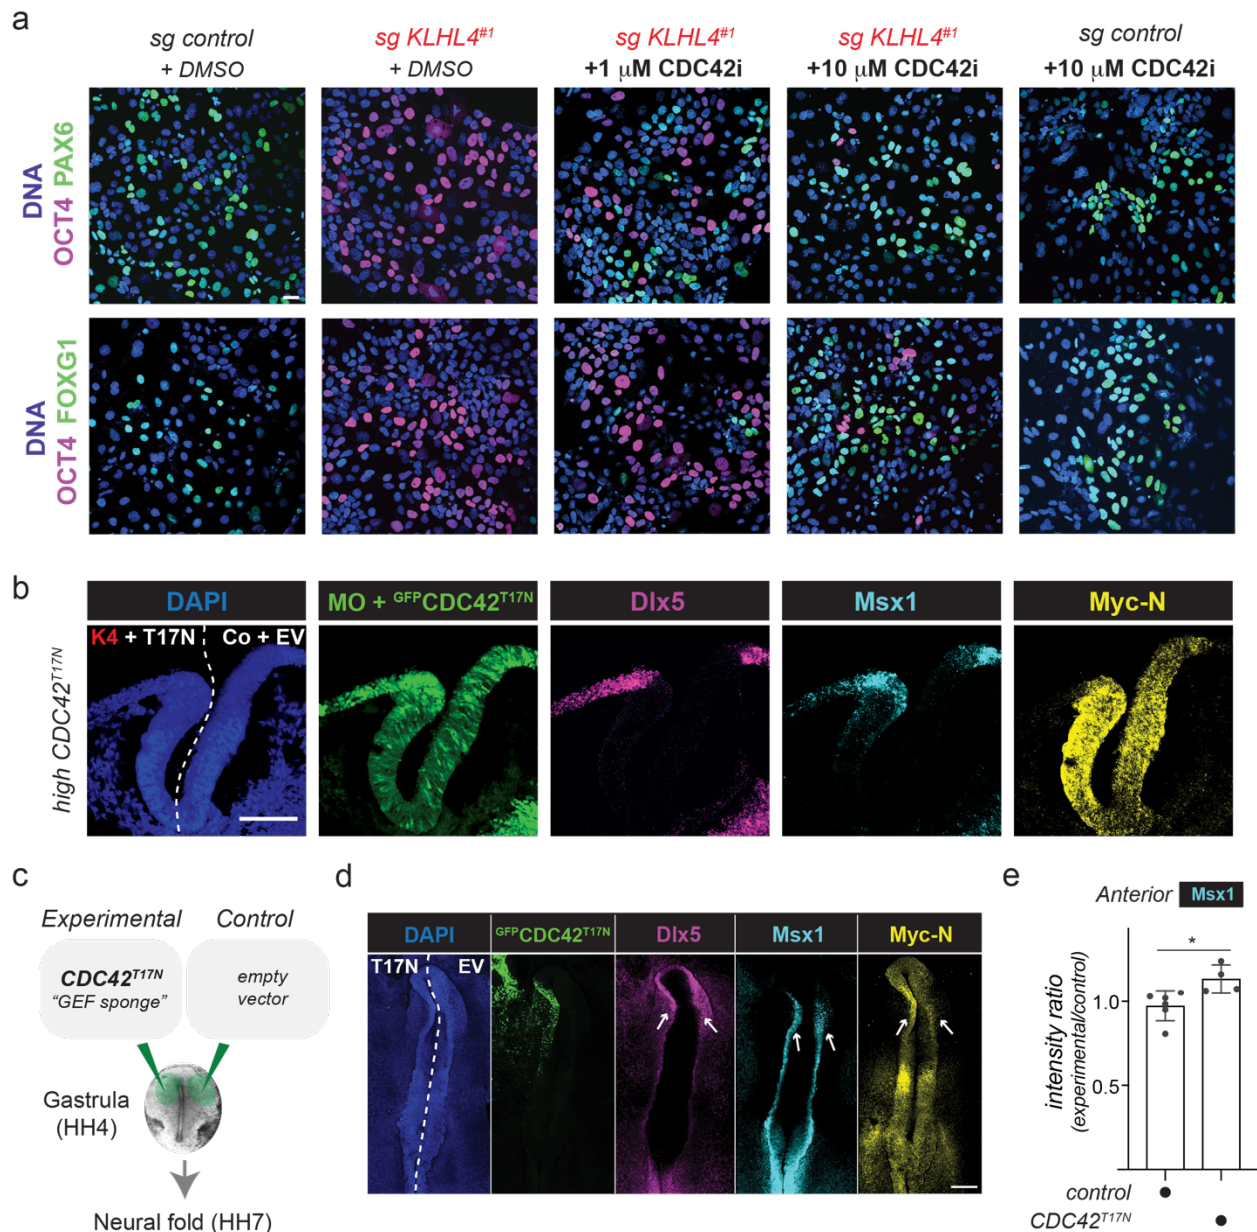 a
sg control
+ DMSO
sg KLHL4#1
+ DMSO
sg KLHL4#1
+1 μM CDC42i
sg KLHL4#1
+10 μM CDC42i
sg control
+10 μM CDC42i
DNA
OCT4 PAX6
DNA
OCT4 FOXG1
b
DAPI
MO + GFPCDC42T17N
Dlx5
Msx1
Myc-N
high CDC42T17N
K4 + T17N
Co + EV
c
Experimental
Control
CDC42T17N
"GEF sponge"
empty
vector
Gastrula
(HH4)
Neural fold (HH7)
d
DAPI
GFPCDC42T17N
Dlx5
Msx1
Myc-N
T17N
EV
e
Anterior Msx1
*
1.0
0.5
intensity ratio
(experimental/control)
control
CDC42T17N